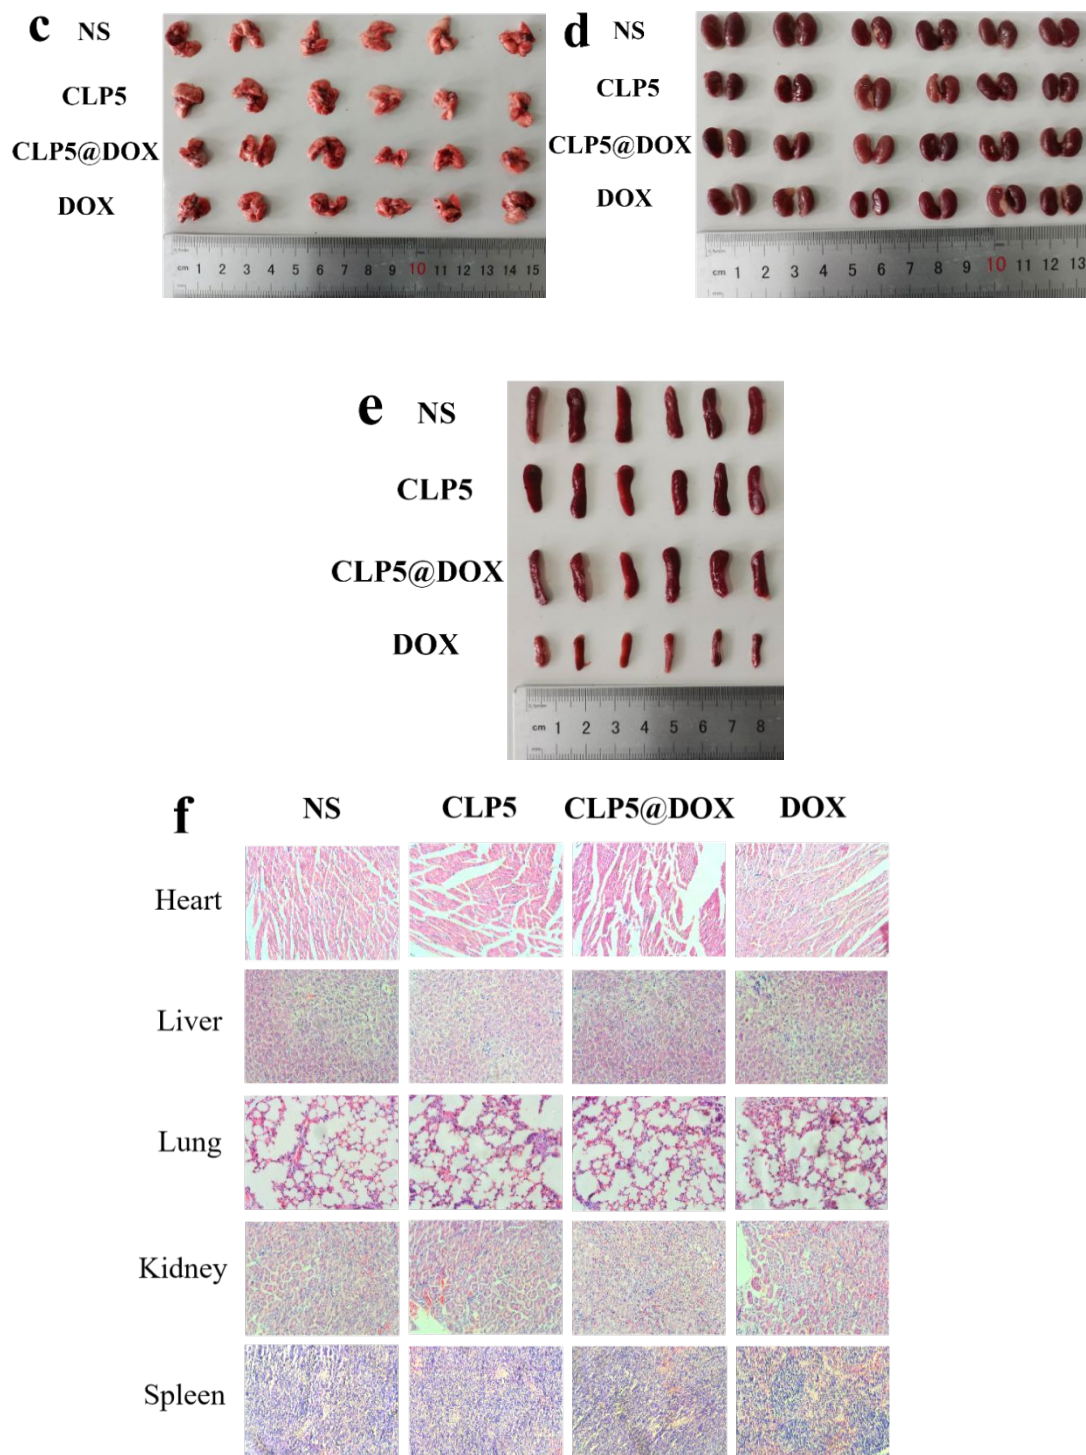 c NS
CLP5
CLP5@DOX
DOX
cm 1 2 3 4 5 6 7 8 9 10 11 12 13 14 15
d NS
CLP5
CLP5@DOX
DOX
cm 1 2 3 4 5 6 7 8 9 10 11 12 13
e NS
CLP5
CLP5@DOX
DOX
0.5mm
cm 1 2 3 4 5 6 7 8
mm
f NS CLP5 CLP5@DOX DOX
Heart
Liver
Lung
Kidney
Spleen